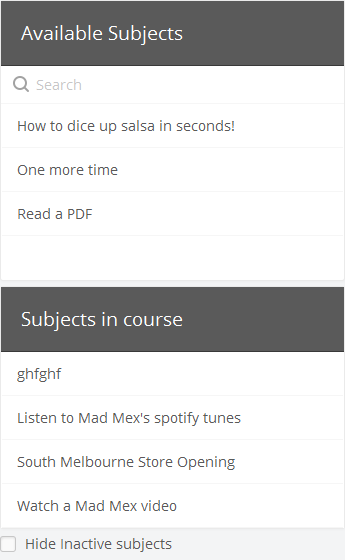 Available Subjects
Search
How to dice up salsa in seconds!
One more time
Read a PDF
Subjects in course
ghfghf
Listen to Mad Mex's spotify tunes
South Melbourne Store Opening
Watch a Mad Mex video
Hide Inactive subjects